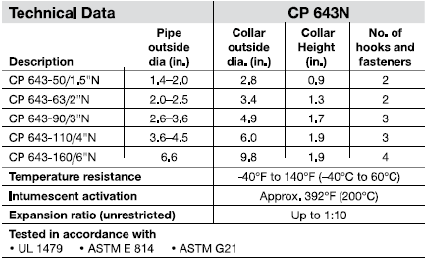 Technical Data CP 643N
Description Pipe outside dia (in.) Collar outside dia. (in.) Collar Height (in.) No. of hooks and fasteners
CP 643-50/1.5"N 1.4–2.0 2.8 0.9 2
CP 643-63/2"N 2.0–2.5 3.4 1.3 2
CP 643-90/3"N 2.6–3.6 4.9 1.7 3
CP 643-110/4"N 3.6–4.5 6.0 1.9 3
CP 643-160/6"N 6.6 9.8 1.9 4
Temperature resistance -40°F to 140°F (–40°C to 60°C)
Intumescent activation Approx. 392°F (200°C)
Expansion ratio (unrestricted) Up to 1:10
Tested in accordance with
• UL 1479 • ASTM E 814 • ASTM G21